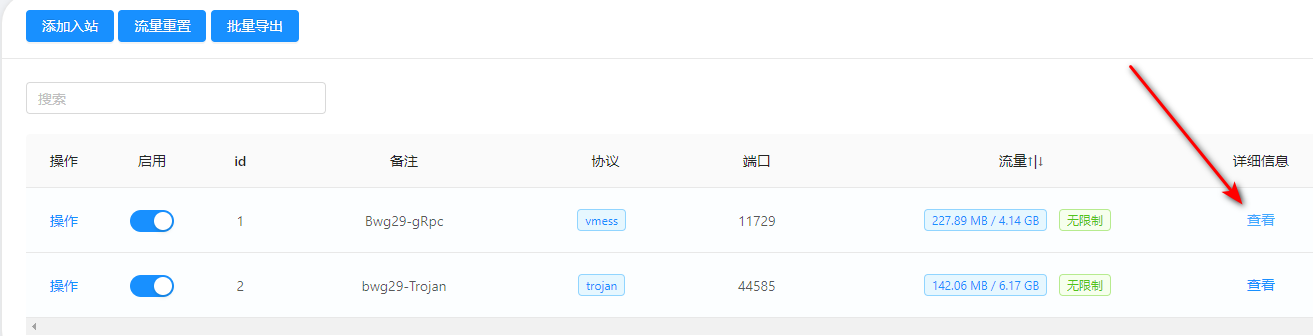 添加入站 流量重置 批量导出
搜索
操作 启用 id 备注 协议 端口 流量↑|↓ 详细信息
操作 1 Bwg29-gRpc vmess 11729 227.89 MB / 4.14 GB 无限制 查看
操作 2 bwg29-Trojan trojan 44585 142.06 MB / 6.17 GB 无限制 查看